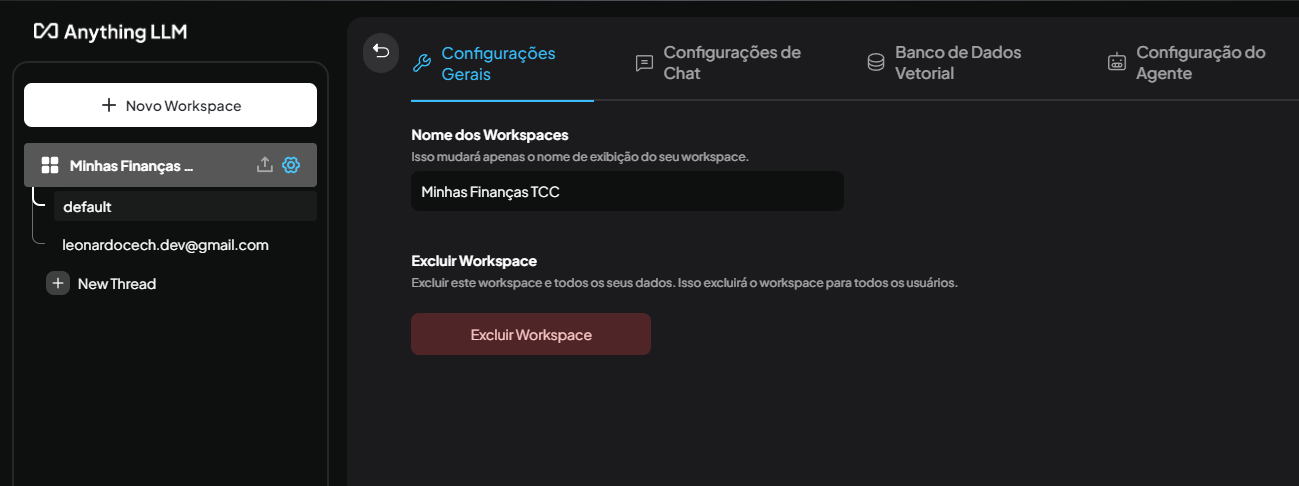 Anything LLM
Novo Workspace
Minhas Finanças ...
default
leonardocech.dev@gmail.com
New Thread
Configurações
Gerais
Configurações de
Chat
Banco de Dados
Vetorial
Configuração do
Agente
Nome dos Workspaces
Isso mudará apenas o nome de exibição do seu workspace.
Minhas Finanças TCC
Excluir Workspace
Excluir este workspace e todos os seus dados. Isso excluirá o workspace para todos os usuários.
Excluir Workspace